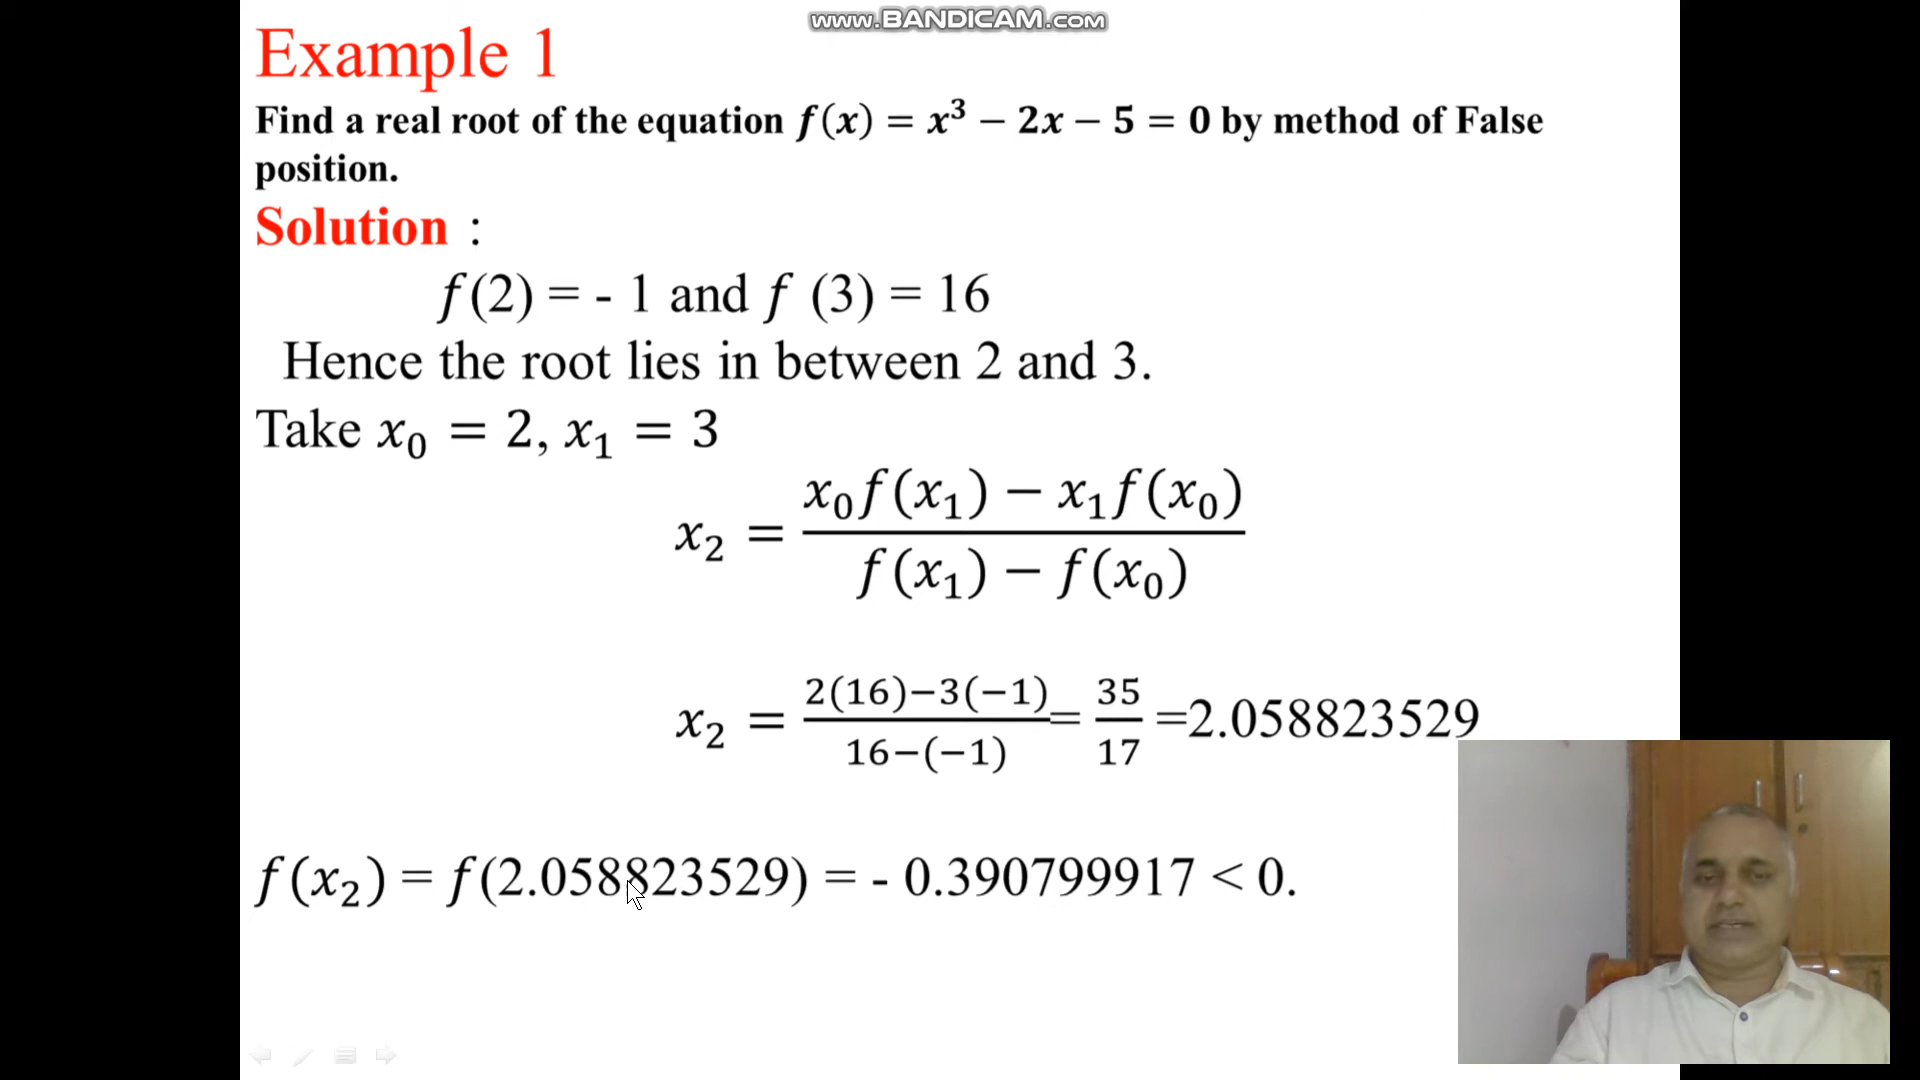 www.BANDICAM.com
Example 1
Find a real root of the equation f(x) = x³ − 2x − 5 = 0 by method of False
position.
Solution :
f(2) = - 1 and f (3) = 16
Hence the root lies in between 2 and 3.
Take x₀ = 2, x₁ = 3
x₂ = (x₀f(x₁) − x₁f(x₀)) / (f(x₁) − f(x₀))
x₂ = (2(16)−3(−1)) / (16−(−1)) = 35/17 =2.058823529
f(x₂) = f(2.058823529) = - 0.390799917 < 0.